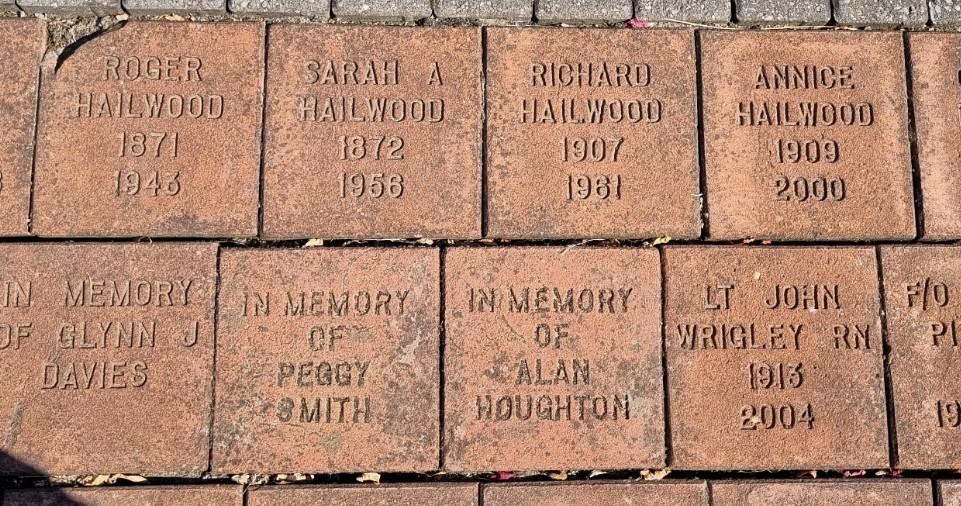 ROGER
HAILWOOD
1871
1943
SARAH A
HAILWOOD
1872
1956
RICHARD
HAILWOOD
1907
1961
ANNICE
HAILWOOD
1909
2000
IN MEMORY
OF GLYNN J
DAVIES
IN MEMORY
OF
PEGGY
SMITH
IN MEMORY
OF
ALAN
HOUGHTON
LT JOHN
WRIGLEY RN
1913
2004
F/O